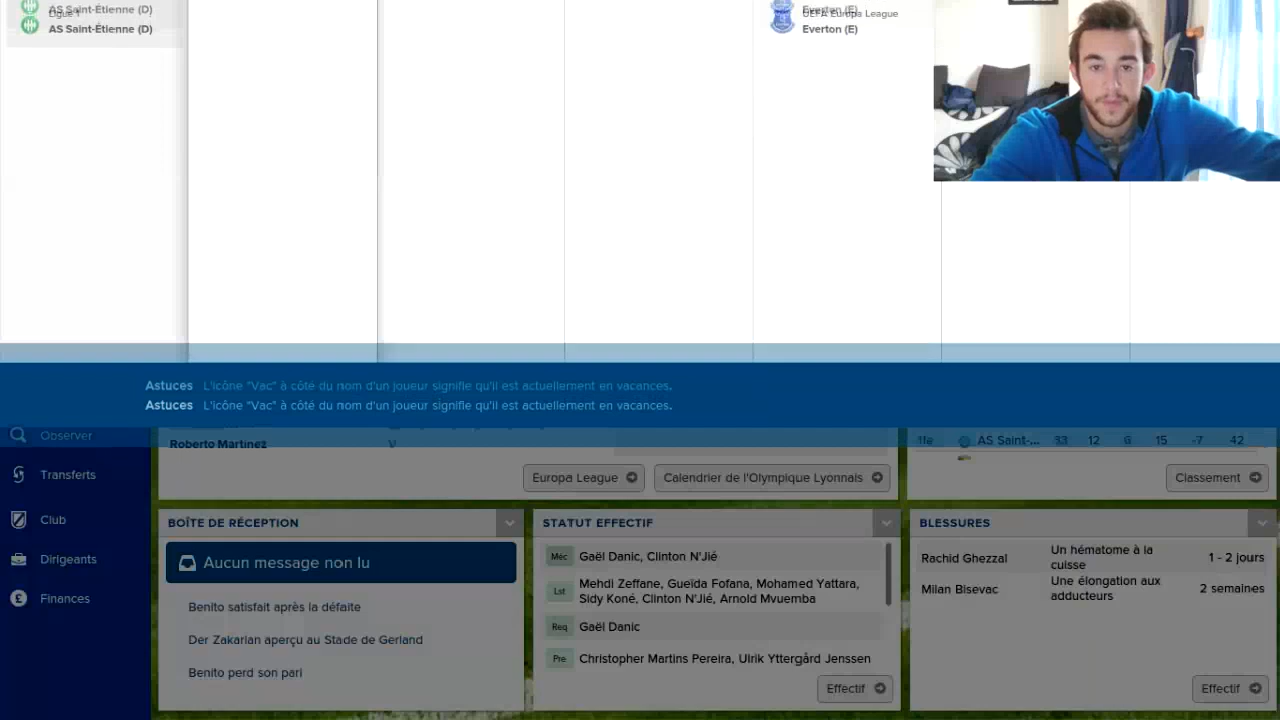 AS Saint-Étienne (D)
Ligue 1
AS Saint-Étienne (D)
Everton (E)
UEFA Europa League
Everton (E)
Astuces L'icône "Vac" à côté du nom d'un joueur signifie qu'il est actuellement en vacances.
Astuces L'icône "Vac" à côté du nom d'un joueur signifie qu'il est actuellement en vacances.
Observer
Roberto Martinez
AS Saint-... 33 12 6 15 -7 42
Transferts
Europa League
Calendrier de l'Olympique Lyonnais
Classement
Club
BOÎTE DE RÉCEPTION
STATUT EFFECTIF
BLESSURES
Dirigeants
Aucun message non lu
Méc Gaël Danic, Clinton N'Jié
Rachid Ghezzal Un hématome à la cuisse 1 - 2 jours
Finances
Lst Mehdi Zeffane, Gueïda Fofana, Mohamed Yattara,
Sidy Koné, Clinton N'Jié, Arnold Mvuemba
Milan Bisevac Une élongation aux adducteurs 2 semaines
Benito satisfait après la défaite
Req Gaël Danic
Der Zakarian aperçu au Stade de Gerland
Pre Christopher Martins Pereira, Ulrik Yttergård Jenssen
Benito perd son pari
Effectif
Effectif